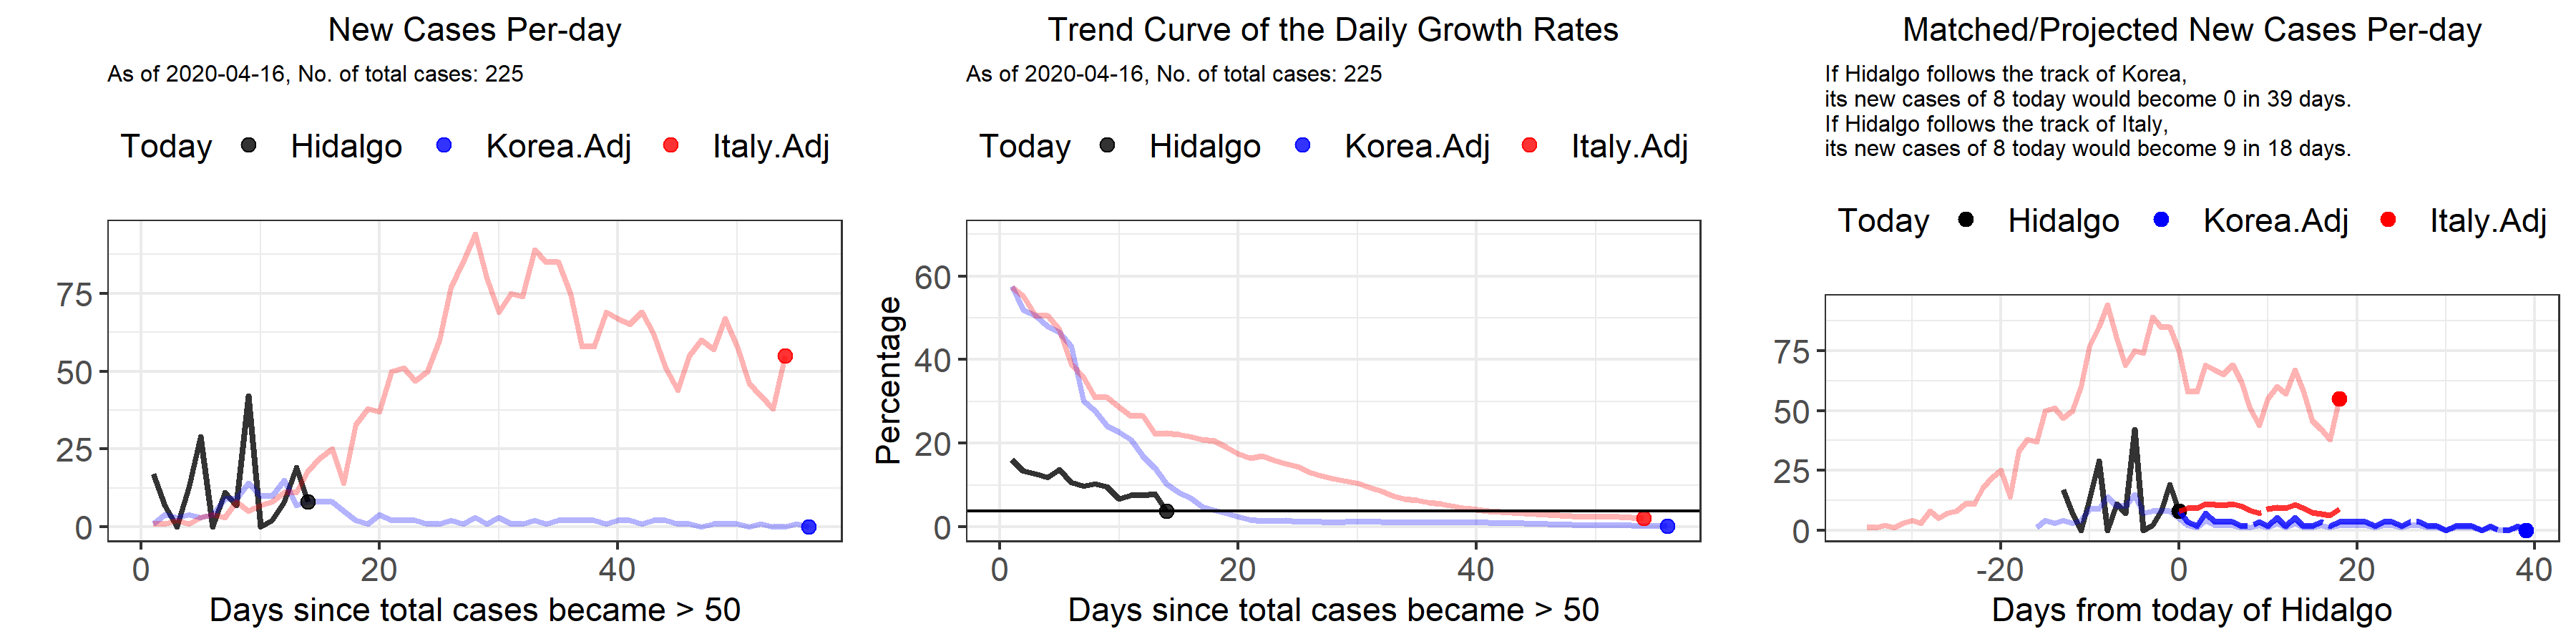 New Cases Per-day
As of 2020-04-16, No. of total cases: 225
Today Hidalgo Korea.Adj Italy.Adj
75
50
25
0
0 20 40
Days since total cases became > 50
Trend Curve of the Daily Growth Rates
As of 2020-04-16, No. of total cases: 225
Today Hidalgo Korea.Adj Italy.Adj
Percentage
60
40
20
0
0 20 40
Days since total cases became > 50
Matched/Projected New Cases Per-day
If Hidalgo follows the track of Korea,
its new cases of 8 today would become 0 in 39 days.
If Hidalgo follows the track of Italy,
its new cases of 8 today would become 9 in 18 days.
Today Hidalgo Korea.Adj Italy.Adj
75
50
25
0
-20 0 20 40
Days from today of Hidalgo